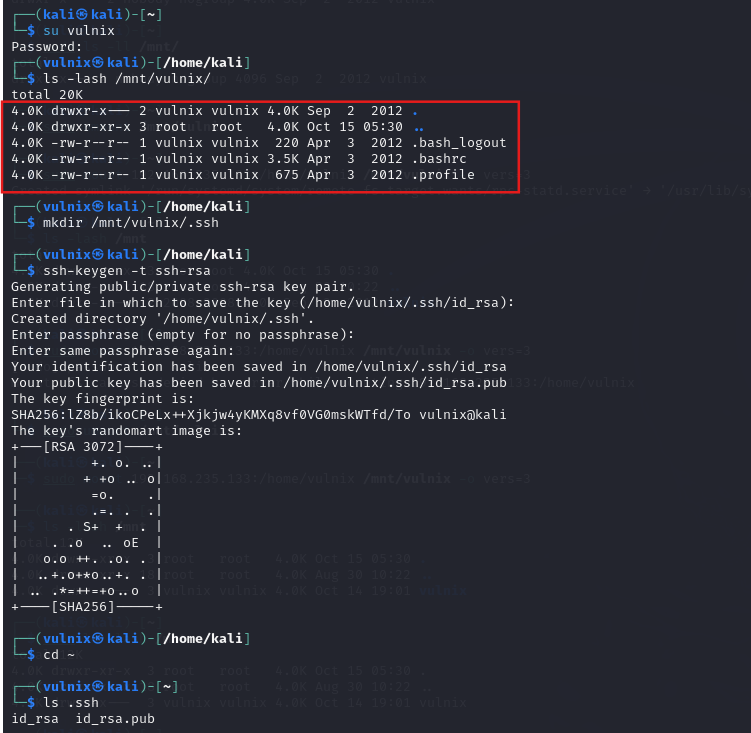 ┌──(kali㉿kali)-[~]
└─$ su vulnix
Password:
┌──(vulnix㉿kali)-[/home/kali]
└─$ ls -lash /mnt/vulnix/
total 20K
4.0K drwxr-x--- 2 vulnix vulnix 4.0K Sep  2  2012 .
4.0K drwxr-xr-x 3 root   root   4.0K Oct 15 05:30 ..
4.0K -rw-r--r-- 1 vulnix vulnix  220 Apr  3  2012 .bash_logout
4.0K -rw-r--r-- 1 vulnix vulnix 3.5K Apr  3  2012 .bashrc
4.0K -rw-r--r-- 1 vulnix vulnix  675 Apr  3  2012 .profile
┌──(vulnix㉿kali)-[/home/kali]
└─$ mkdir /mnt/vulnix/.ssh
┌──(vulnix㉿kali)-[/home/kali]
└─$ ssh-keygen -t ssh-rsa
Generating public/private ssh-rsa key pair.
Enter file in which to save the key (/home/vulnix/.ssh/id_rsa):
Created directory '/home/vulnix/.ssh'.
Enter passphrase (empty for no passphrase):
Enter same passphrase again:
Your identification has been saved in /home/vulnix/.ssh/id_rsa
Your public key has been saved in /home/vulnix/.ssh/id_rsa.pub
The key fingerprint is:
SHA256:lZ8b/ikoCPeLx++Xjkjw4yKMXq8vf0VG0mskWTfd/To vulnix@kali
The key's randomart image is:
+---[RSA 3072]----+
|         +. o. ..|
|        + +o .. o|
|         =o.    .|
|         .=. .  .|
|      . S+  + .  |
|    . .o  .. oE  |
|   o.o ++. .o. . |
|  ..+.o+*o..+. . |
| .. .*=++=+o..o  |
+----[SHA256]-----+
┌──(vulnix㉿kali)-[/home/kali]
└─$ cd ~
┌──(vulnix㉿kali)-[~]
└─$ ls .ssh
id_rsa  id_rsa.pub